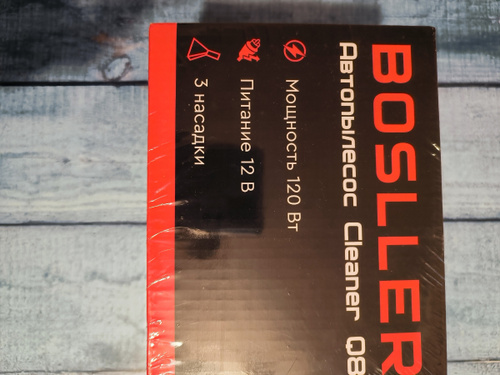 BOSLLER
Автопылесос Cleaner Q8
Мощность 120 Вт
Питание 12 В
3 насадки